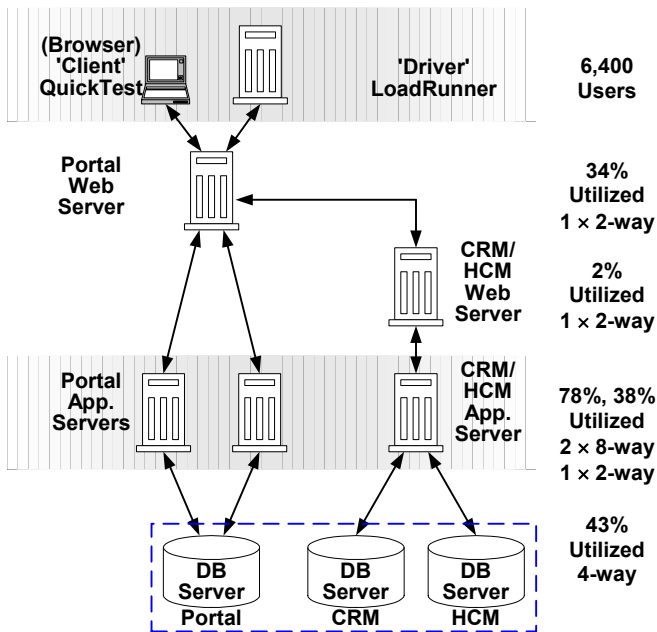 (Browser)
'Client'
QuickTest
'Driver'
LoadRunner
6,400
Users
Portal
Web
Server
34%
Utilized
1 × 2-way
CRM/
HCM
Web
Server
2%
Utilized
1 × 2-way
Portal
App.
Servers
CRM/
HCM
App.
Server
78%, 38%
Utilized
2 × 8-way
1 × 2-way
DB
Server
Portal
DB
Server
CRM
DB
Server
HCM
43%
Utilized
4-way